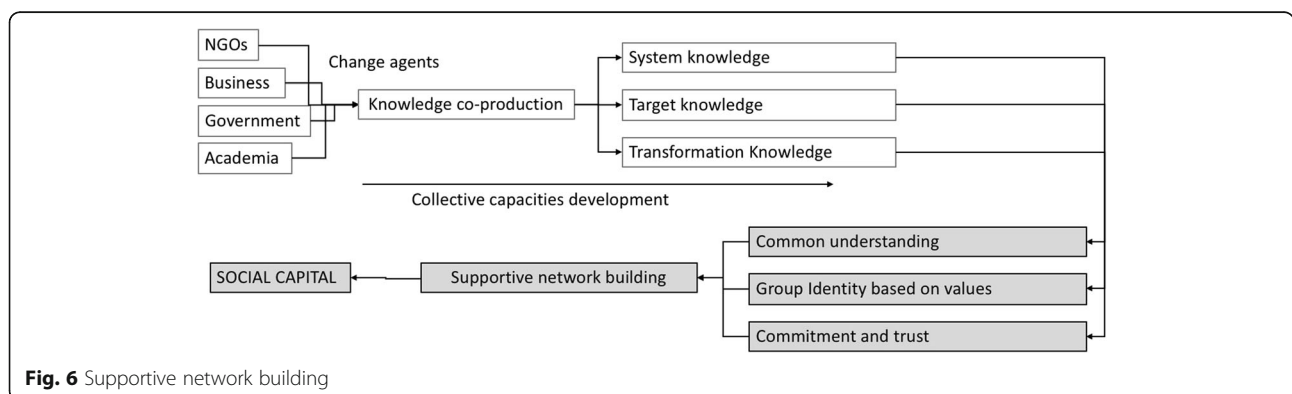 NGOs
Business
Government
Academia
Change agents
Knowledge co-production
System knowledge
Target knowledge
Transformation Knowledge
Collective capacities development
Common understanding
Group Identity based on values
Commitment and trust
Supportive network building
SOCIAL CAPITAL
Fig. 6 Supportive network building